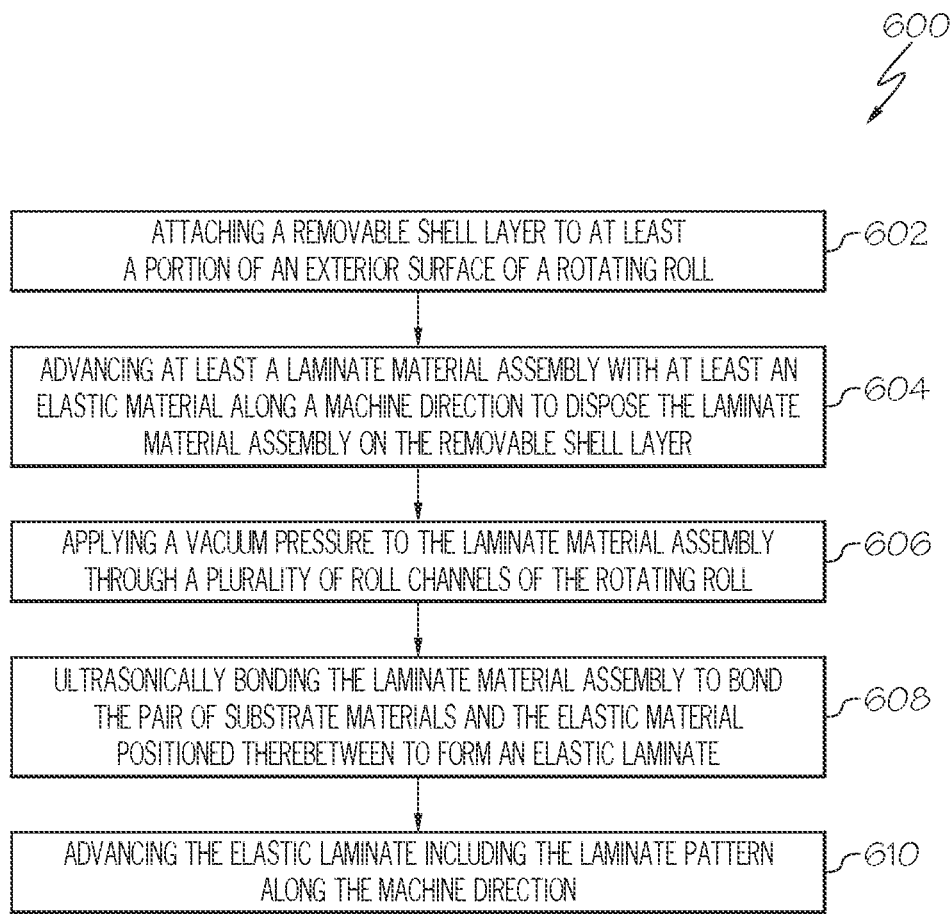 600
ATTACHING A REMOVABLE SHELL LAYER TO AT LEAST
A PORTION OF AN EXTERIOR SURFACE OF A ROTATING ROLL
602
ADVANCING AT LEAST A LAMINATE MATERIAL ASSEMBLY WITH AT LEAST AN
ELASTIC MATERIAL ALONG A MACHINE DIRECTION TO DISPOSE THE LAMINATE
MATERIAL ASSEMBLY ON THE REMOVABLE SHELL LAYER
604
APPLYING A VACUUM PRESSURE TO THE LAMINATE MATERIAL ASSEMBLY
THROUGH A PLURALITY OF ROLL CHANNELS OF THE ROTATING ROLL
606
ULTRASONICALLY BONDING THE LAMINATE MATERIAL ASSEMBLY TO BOND
THE PAIR OF SUBSTRATE MATERIALS AND THE ELASTIC MATERIAL
POSITIONED THEREBETWEEN TO FORM AN ELASTIC LAMINATE
608
ADVANCING THE ELASTIC LAMINATE INCLUDING THE LAMINATE PATTERN
ALONG THE MACHINE DIRECTION
610